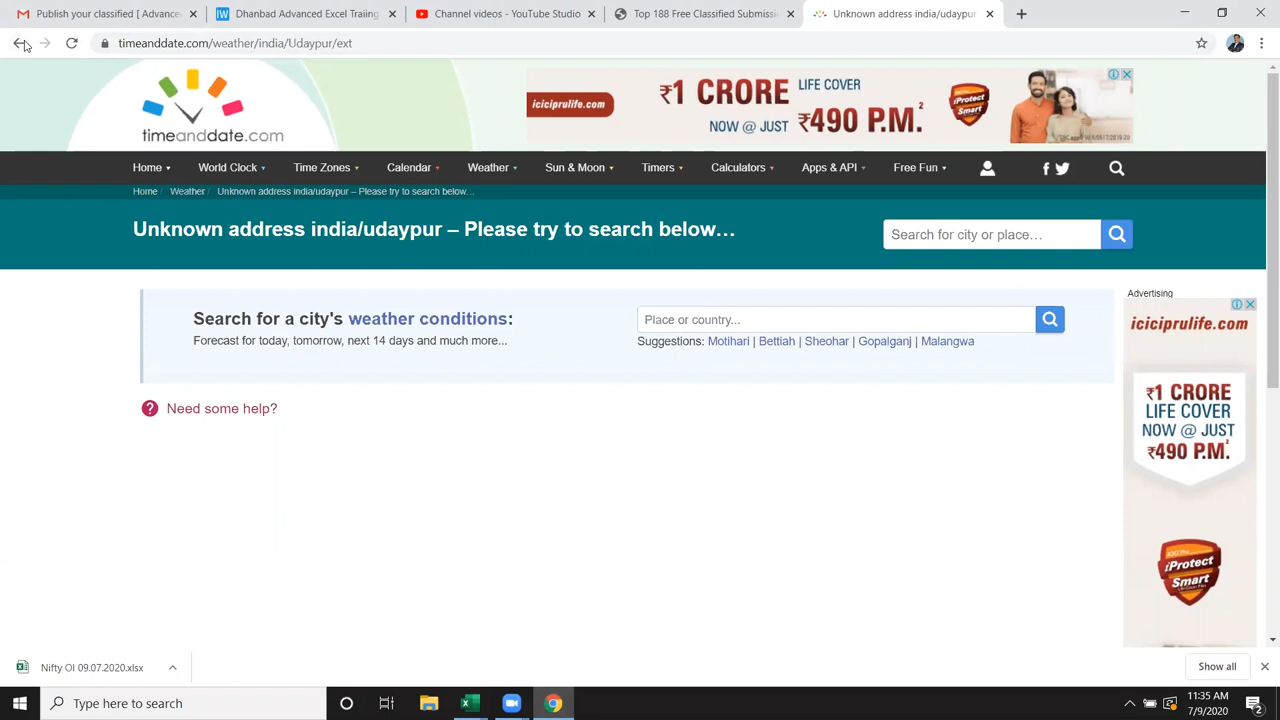 Publish your classified [ Advance
Dhanbad Advanced Excel Traiing
Channel videos - YouTube Studio
Top 188 Free Classified Submissi
Unknown address india/udaypur
timeanddate.com/weather/india/Udaypur/ext
timeanddate.com
iciciprulife.com
₹1 CRORE LIFE COVER
NOW @ JUST ₹490 P.M.²
iProtect Smart
Home
World Clock
Time Zones
Calendar
Weather
Sun & Moon
Timers
Calculators
Apps & API
Free Fun
Home / Weather / Unknown address india/udaypur – Please try to search below…
Unknown address india/udaypur – Please try to search below…
Search for city or place…
Search for a city's weather conditions:
Forecast for today, tomorrow, next 14 days and much more...
Place or country...
Suggestions: Motihari | Bettiah | Sheohar | Gopalganj | Malangwa
Need some help?
Advertising
iciciprulife.com
₹1 CRORE
LIFE COVER
NOW @ JUST
₹490 P.M.
iProtect
Smart
Nifty OI 09.07.2020.xlsx
Show all
Type here to search
11:35 AM
7/9/2020
2